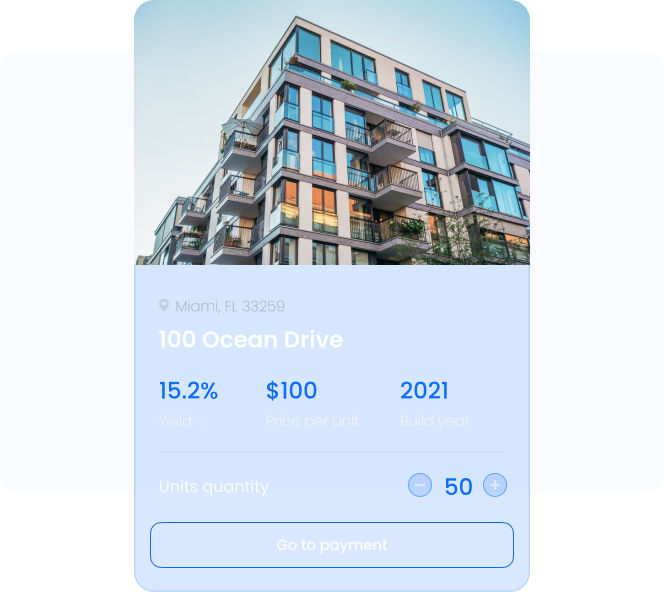 Miami, FL 33259
100 Ocean Drive
15.2% $100 2021
Yield Price per unit Build year
Units quantity 50
Go to payment